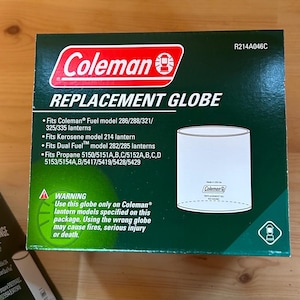 Coleman
R214A046C
REPLACEMENT GLOBE
• Fits Coleman® Fuel model 286/288/321/
325/335 lanterns
• Fits Kerosene model 214 lantern
• Fits Dual Fuel™ model 282/285 lanterns
• Fits Propane 5150/5151A,B,C/5152A,B,C,D
5153/5154A,B/5417/5419/5428/5429
Coleman
WARNING
Use this globe only on Coleman®
lantern models specified on this
package. Using the wrong globe
may cause fires, serious injury
or death.